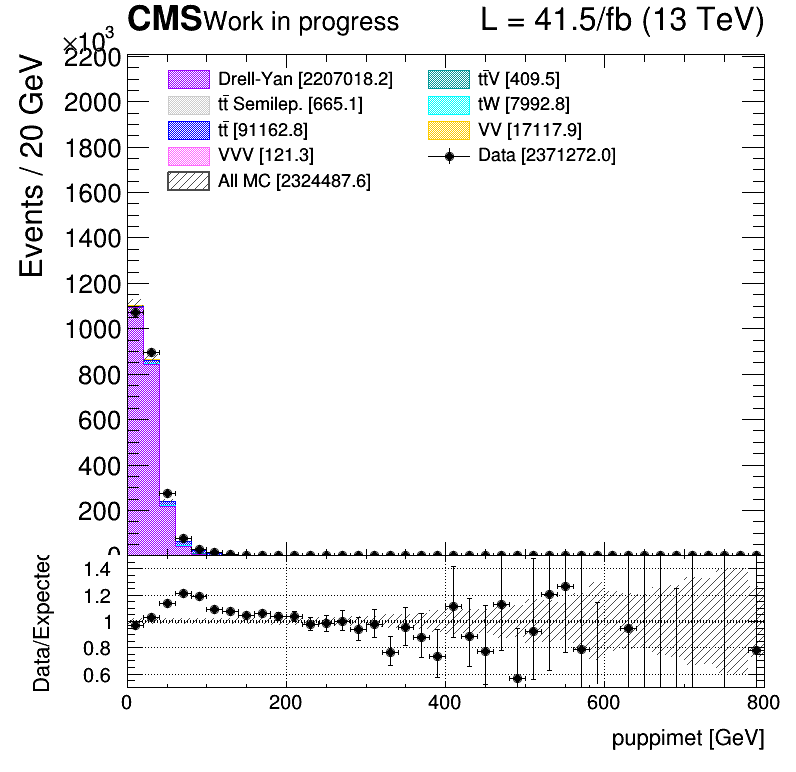 CMS Work in progress L = 41.5/fb (13 TeV)
×10³
Events / 20 GeV
2200
2000
1800
1600
1400
1200
1000
800
600
400
200
0
Drell-Yan [2207018.2]
tt̄ Semilep. [665.1]
tt̄ [91162.8]
VVV [121.3]
All MC [2324487.6]
tt̄V [409.5]
tW [7992.8]
VV [17117.9]
Data [2371272.0]
Data/Expected
1.4
1.2
1
0.8
0.6
0 200 400 600 800
puppimet [GeV]